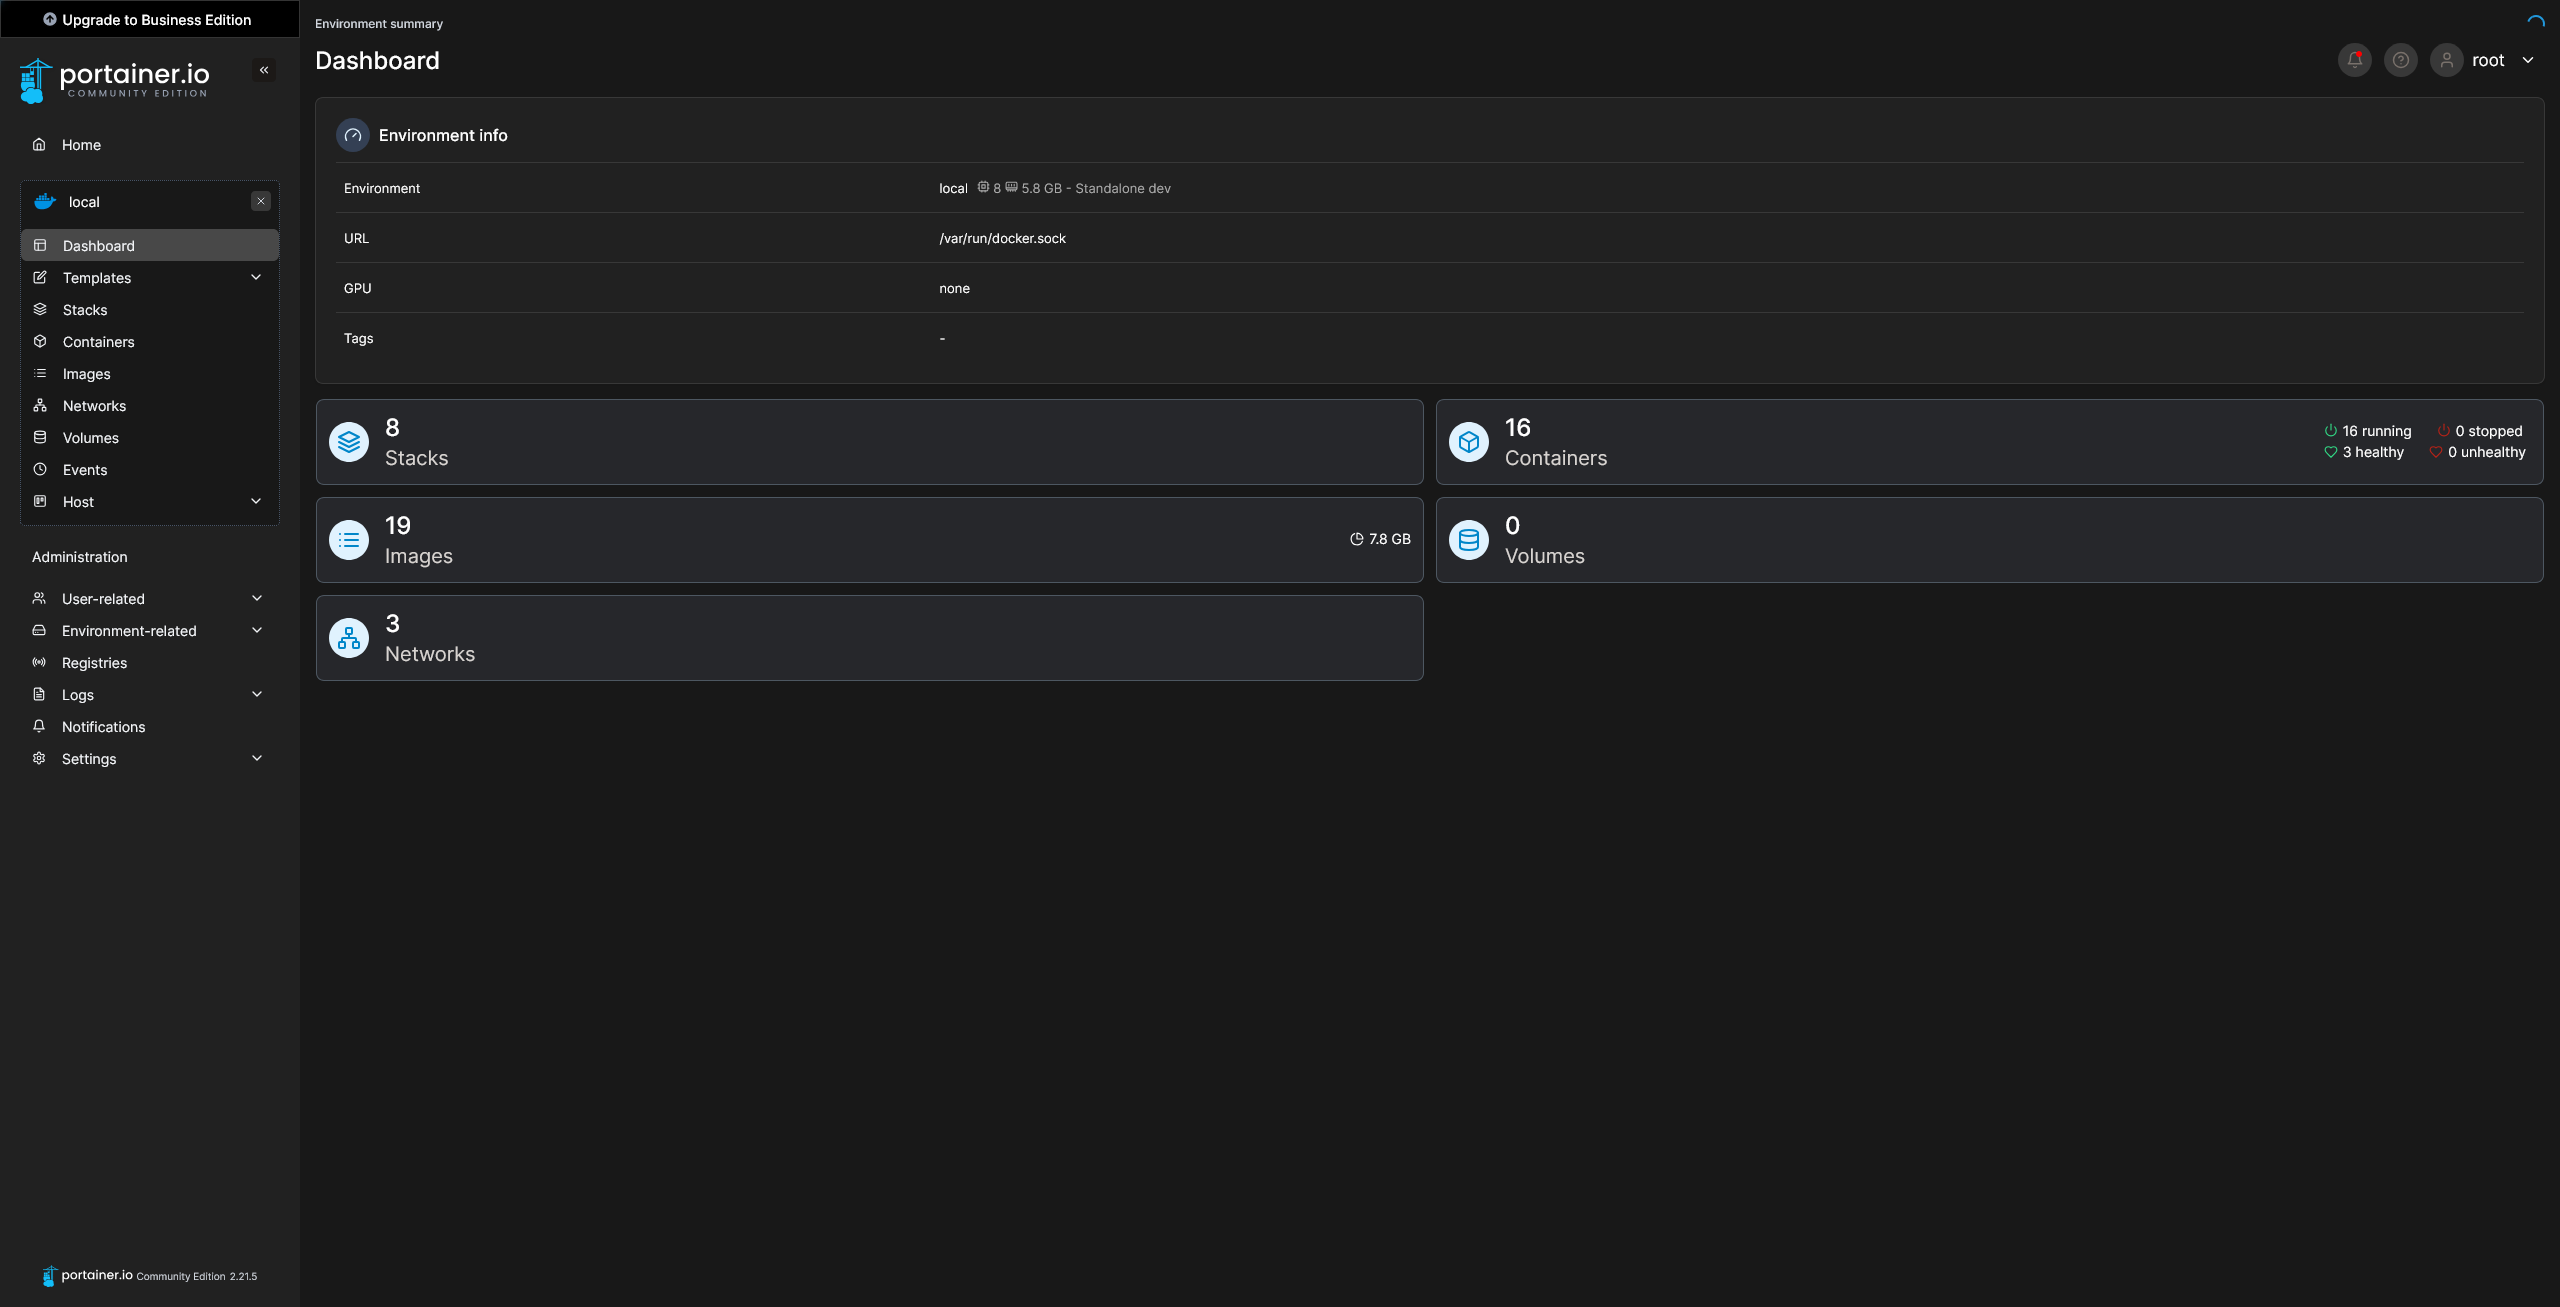 Upgrade to Business Edition
portainer.io
COMMUNITY EDITION
Home
local
Dashboard
Templates
Stacks
Containers
Images
Networks
Volumes
Events
Host
Administration
User-related
Environment-related
Registries
Logs
Notifications
Settings
portainer.io Community Edition 2.21.5
Environment summary
Dashboard
root
Environment info
Environment local 8 5.8 GB - Standalone dev
URL /var/run/docker.sock
GPU none
Tags -
8
Stacks
16
Containers
16 running 0 stopped
3 healthy 0 unhealthy
19
Images
7.8 GB
0
Volumes
3
Networks